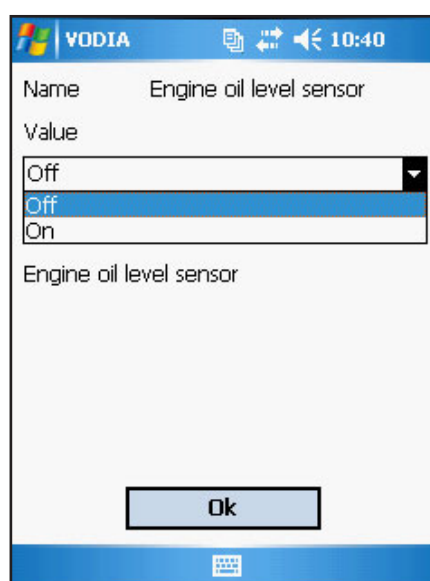 VODIA 10:40
Name Engine oil level sensor
Value
Off
Off
On
Engine oil level sensor
Ok